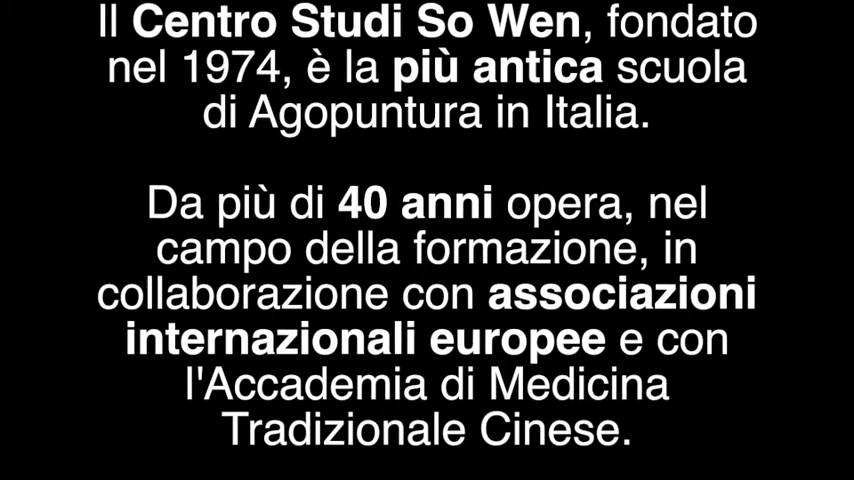 Il Centro Studi So Wen, fondato
nel 1974, è la più antica scuola
di Agopuntura in Italia.
Da più di 40 anni opera, nel
campo della formazione, in
collaborazione con associazioni
internazionali europee e con
l'Accademia di Medicina
Tradizionale Cinese.